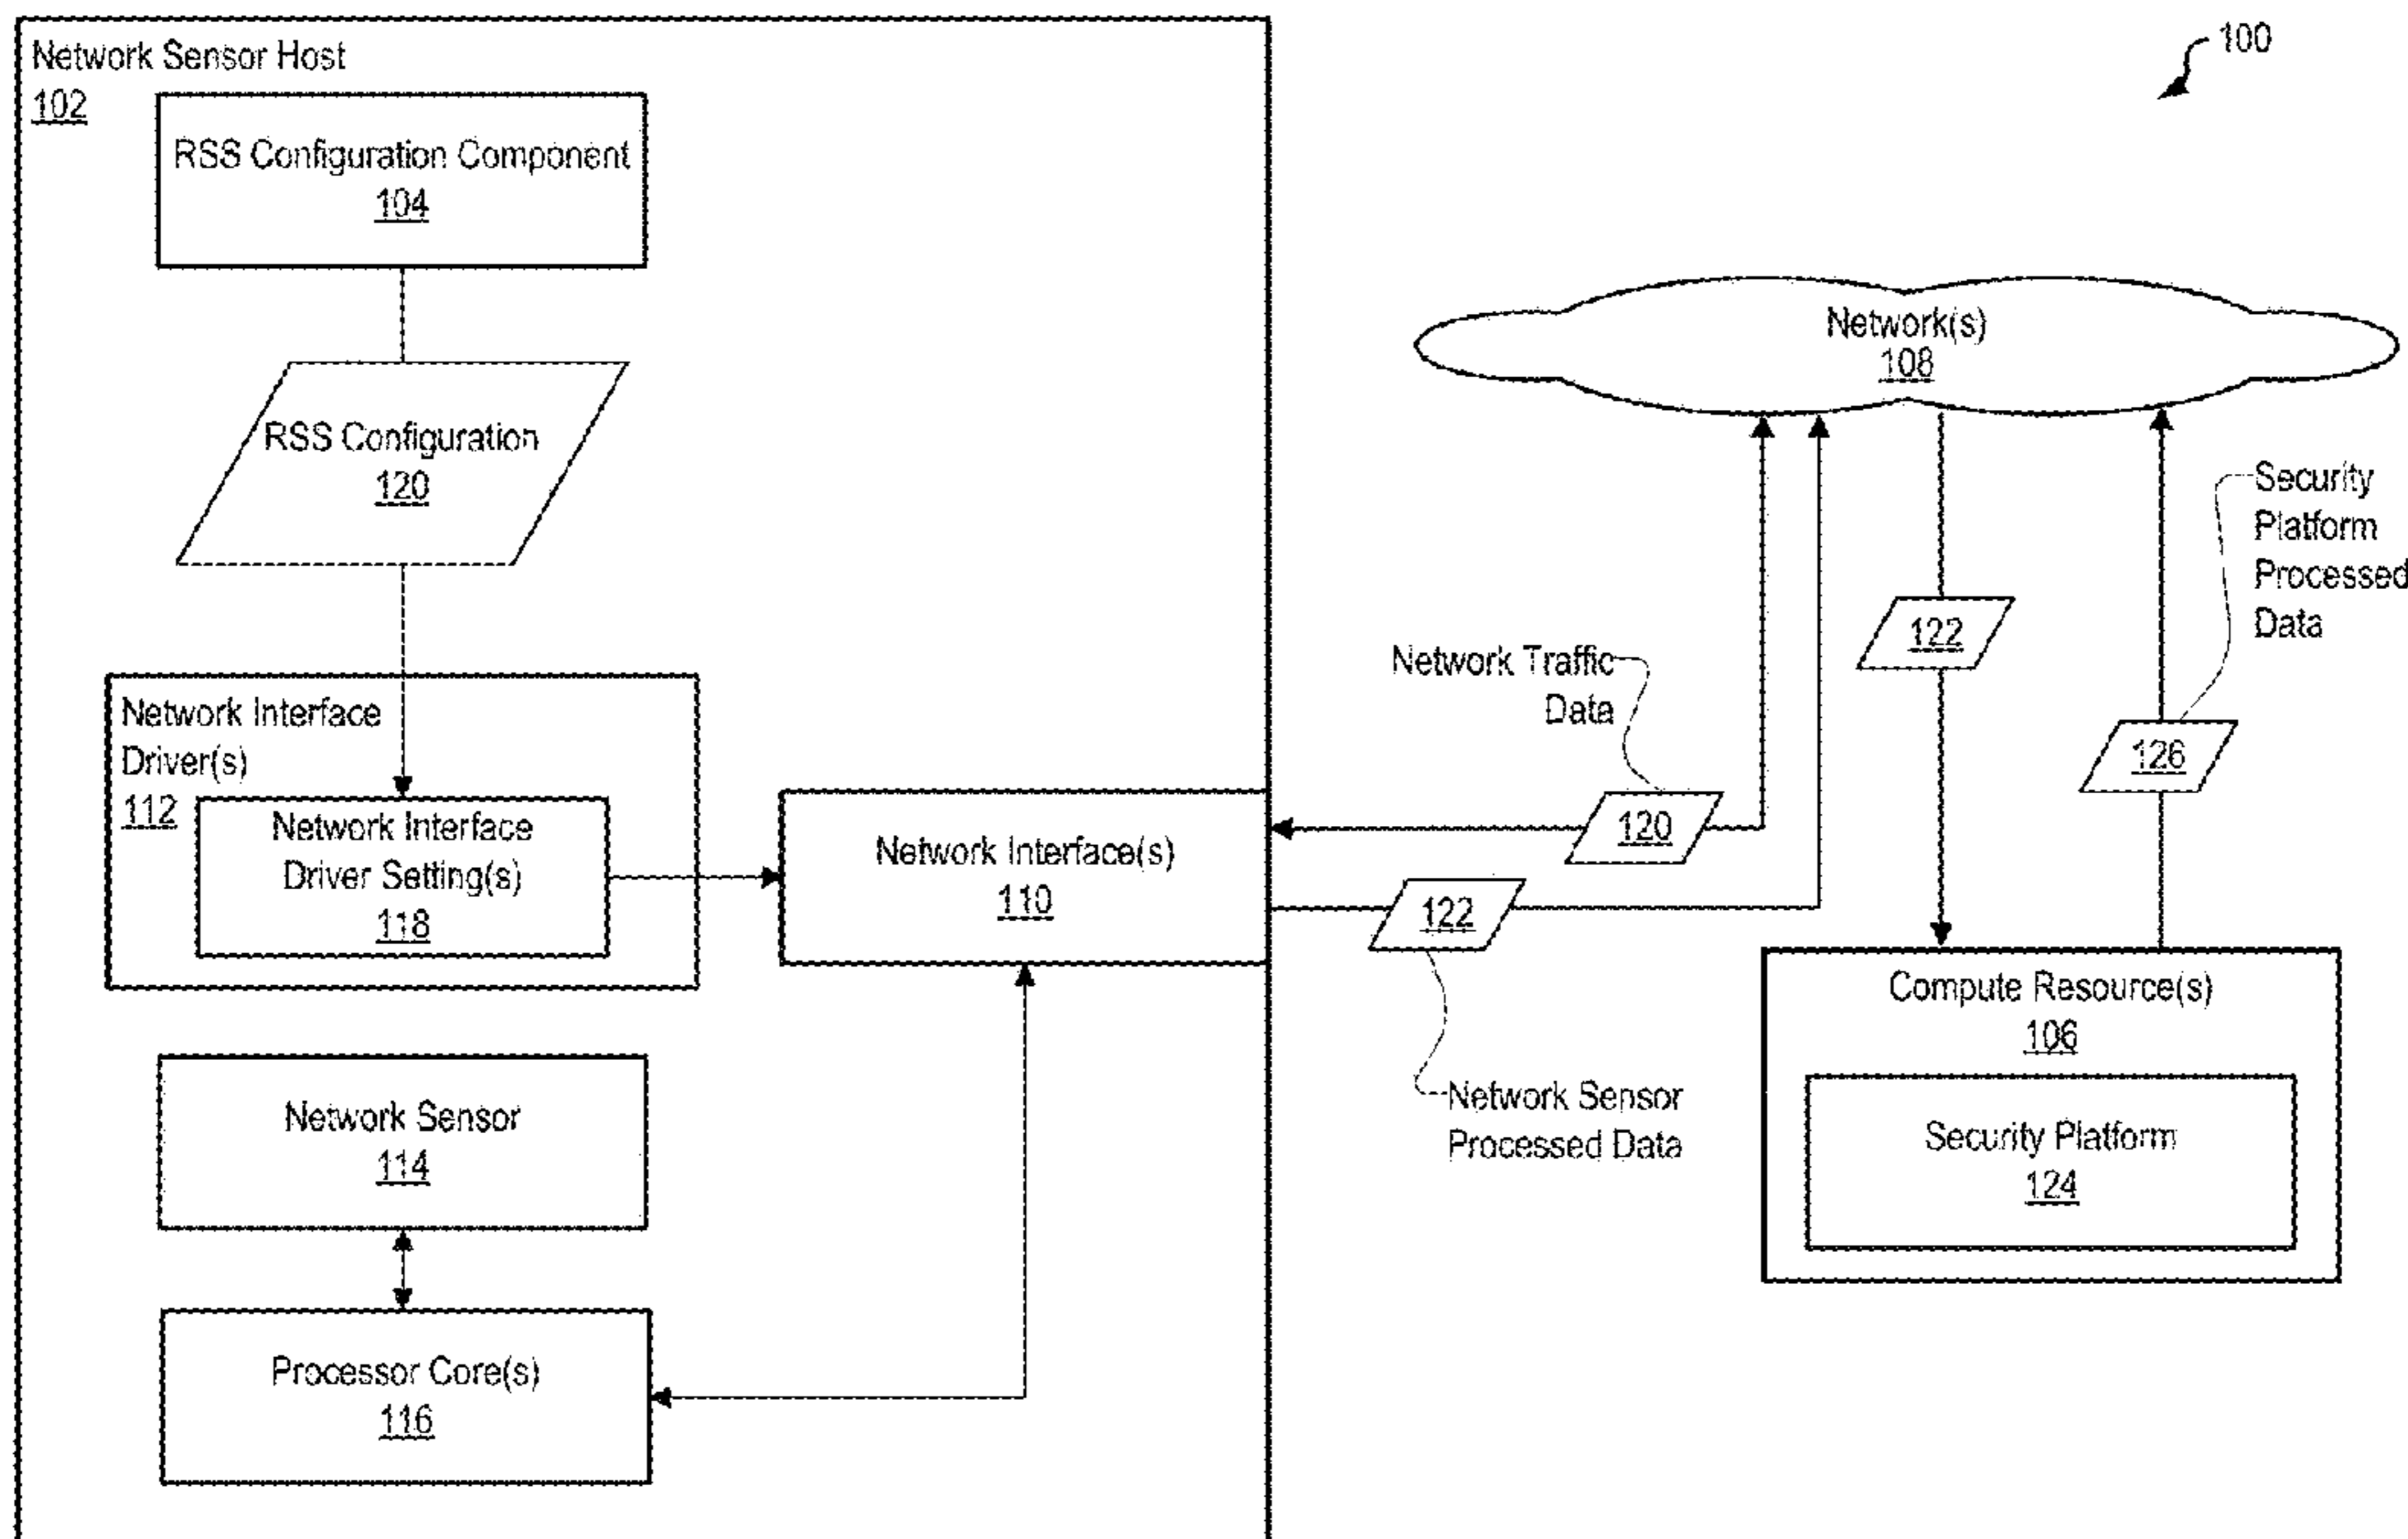 100
Network Sensor Host
102
RSS Configuration Component
104
RSS Configuration
120
Network Interface
Driver(s)
112
Network Interface
Driver Setting(s)
118
Network Interface(s)
110
Network Sensor
114
Processor Core(s)
116
Network(s)
108
Network Traffic
Data
120
122
Network Sensor
Processed Data
122
Security
Platform
Processed
Data
126
Compute Resource(s)
106
Security Platform
124